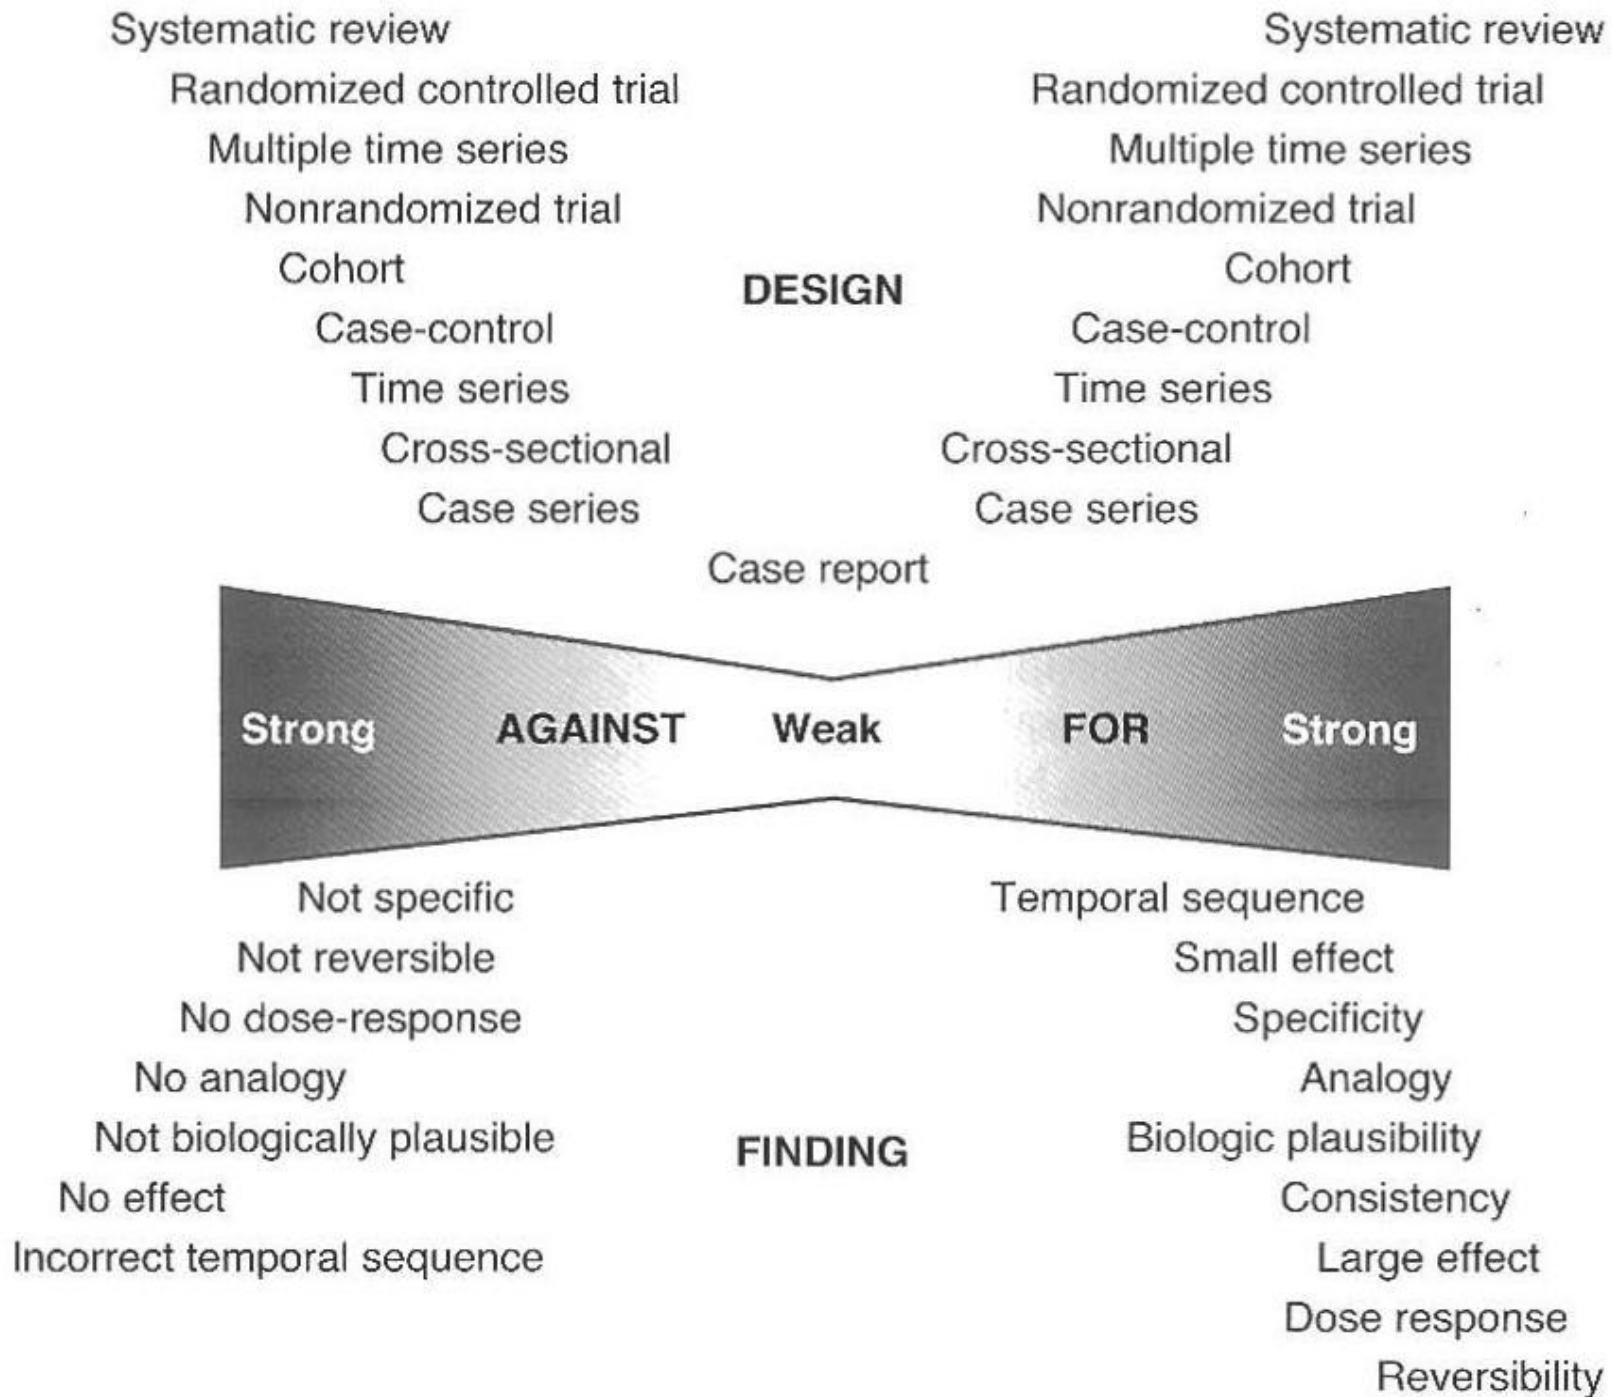 Systematic review Systematic review
Randomized controlled trial Randomized controlled trial
Multiple time series Multiple time series
Nonrandomized trial Nonrandomized trial
Cohort Cohort
DESIGN
Case-control Case-control
Time series Time series
Cross-sectional Cross-sectional
Case series Case series
Case report
Strong AGAINST Weak FOR Strong
Not specific Temporal sequence
Not reversible Small effect
No dose-response Specificity
No analogy Analogy
Not biologically plausible FINDING Biologic plausibility
No effect Consistency
Incorrect temporal sequence Large effect
Dose response
Reversibility